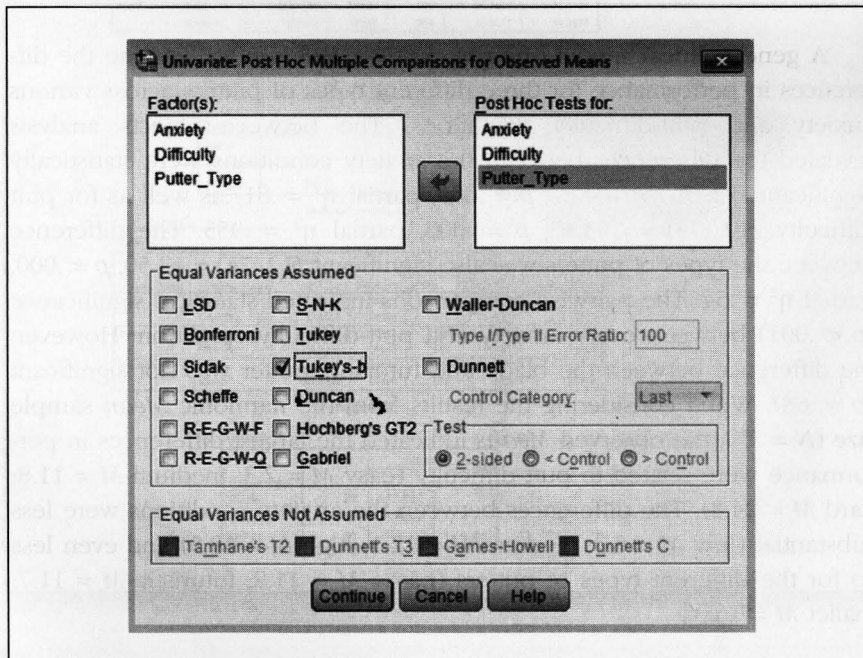 Univariate: Post Hoc Multiple Comparisons for Observed Means
Factor(s):
Anxiety
Difficulty
Putter_Type
Post Hoc Tests for:
Anxiety
Difficulty
Putter_Type
Equal Variances Assumed
LSD S-N-K Waller-Duncan
Bonferroni Tukey Type I/Type II Error Ratio: 100
Sidak Tukey's-b Dunnett
Scheffe Duncan Control Category: Last
R-E-G-W-F Hochberg's GT2 Test
R-E-G-W-Q Gabriel 2-sided < Control > Control
Equal Variances Not Assumed
Tamhane's T2 Dunnett's T3 Games-Howell Dunnett's C
Continue Cancel Help